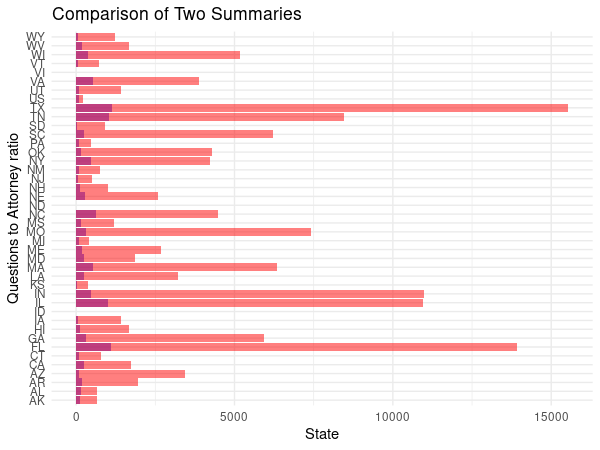 Comparison of Two Summaries
Questions to Attorney ratio
WY
WV
WI
VT
VI
VA
UT
US
TX
TN
SD
SC
PA
OK
NY
NM
NJ
NH
NE
ND
NC
MS
MO
MI
ME
MD
MA
LA
KS
IN
IL
ID
IA
HI
GA
FL
CT
CA
AZ
AR
AL
AK
0 5000 10000 15000
State